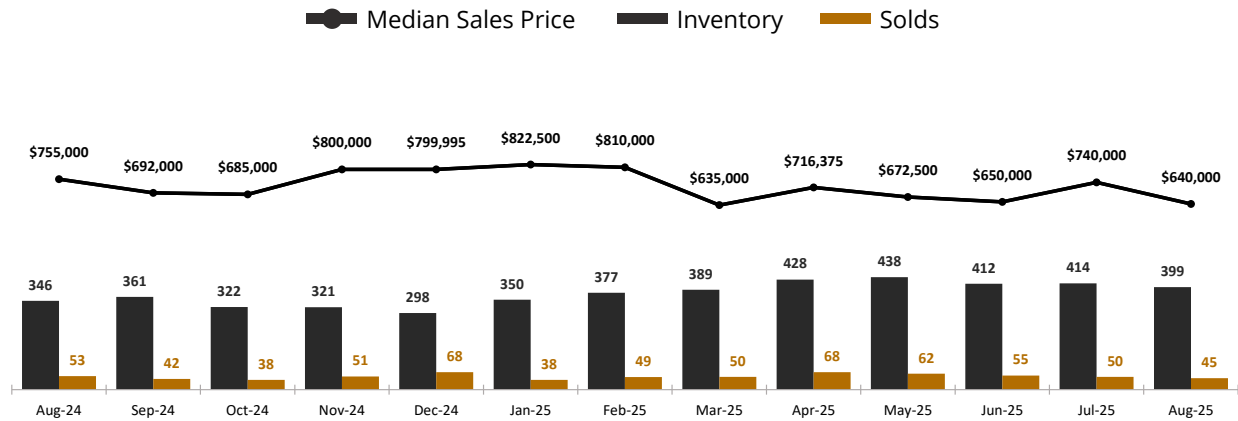 Median Sales Price Inventory Solds
$755,000 $692,000 $685,000 $800,000 $799,995 $822,500 $810,000 $635,000 $716,375 $672,500 $650,000 $740,000 $640,000
346 361 322 321 298 350 377 389 428 438 412 414 399
53 42 38 51 68 38 49 50 68 62 55 50 45
Aug-24 Sep-24 Oct-24 Nov-24 Dec-24 Jan-25 Feb-25 Mar-25 Apr-25 May-25 Jun-25 Jul-25 Aug-25